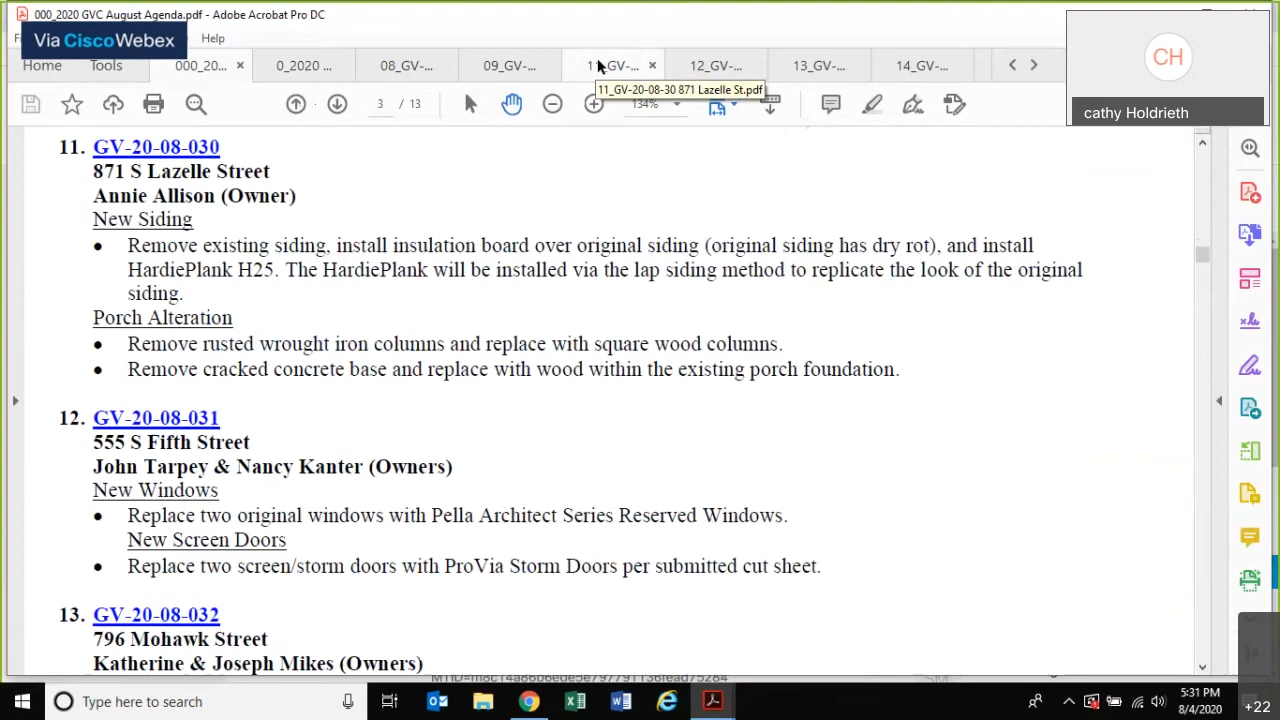 000_2020 GVC August Agenda.pdf - Adobe Acrobat Pro DC
Via Cisco Webex
Help
Home Tools 000_20... 0_2020 ... 08_GV-... 09_GV-... 11_GV-... 12_GV-... 13_GV-... 14_GV-...
11_GV-20-08-30 871 Lazelle St.pdf
3 / 13 134%
CH
cathy Holdrieth
11. GV-20-08-030
871 S Lazelle Street
Annie Allison (Owner)
New Siding
• Remove existing siding, install insulation board over original siding (original siding has dry rot), and install
HardiePlank H25. The HardiePlank will be installed via the lap siding method to replicate the look of the original
siding.
Porch Alteration
• Remove rusted wrought iron columns and replace with square wood columns.
• Remove cracked concrete base and replace with wood within the existing porch foundation.
12. GV-20-08-031
555 S Fifth Street
John Tarpey & Nancy Kanter (Owners)
New Windows
• Replace two original windows with Pella Architect Series Reserved Windows.
New Screen Doors
• Replace two screen/storm doors with ProVia Storm Doors per submitted cut sheet.
13. GV-20-08-032
796 Mohawk Street
Katherine & Joseph Mikes (Owners)
Type here to search
5:31 PM
8/4/2020
+22